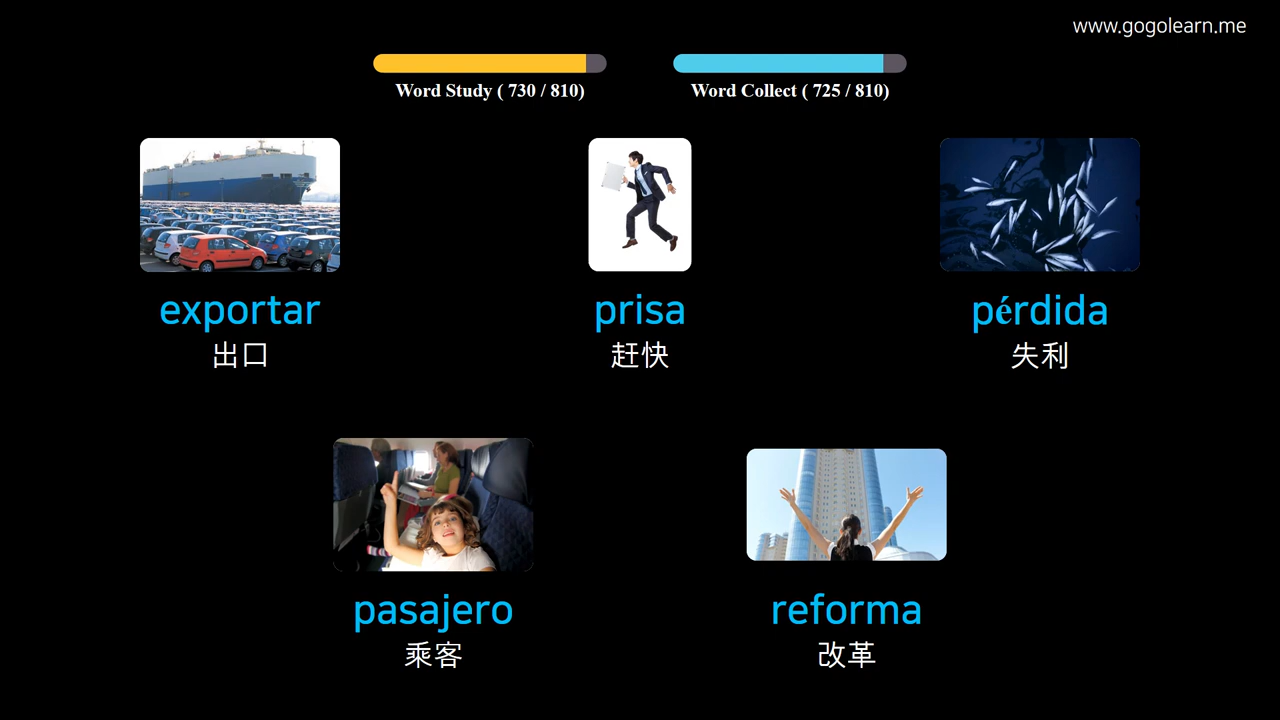 www.gogolearn.me
Word Study ( 730 / 810)
Word Collect ( 725 / 810)
exportar
出口
prisa
赶快
pérdida
失利
pasajero
乘客
reforma
改革